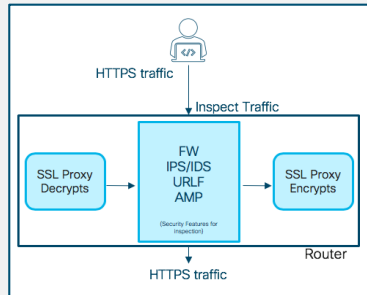 </>
HTTPS traffic
Inspect Traffic
SSL Proxy
Decrypts
FW
IPS/IDS
URLF
AMP
(Security Features for
Inspection)
SSL Proxy
Encrypts
Router
HTTPS traffic